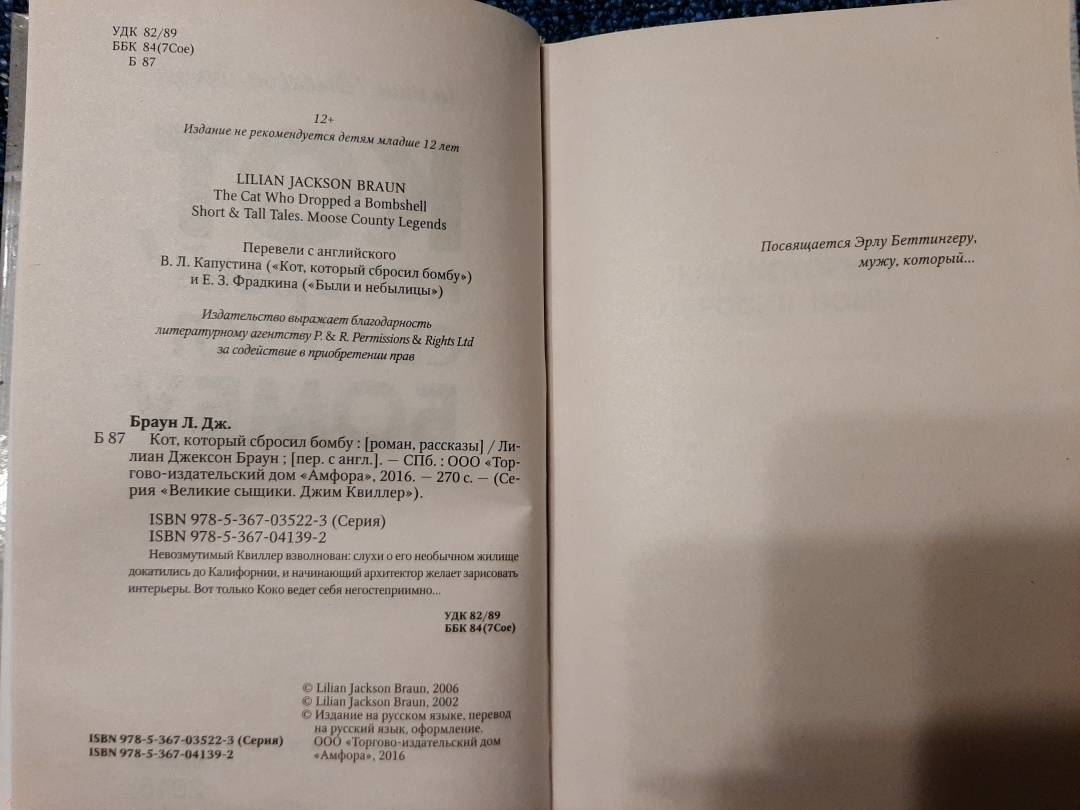 УДК 82/89
ББК 84(7Сое)
Б 87
12+
Издание не рекомендуется детям младше 12 лет
LILIAN JACKSON BRAUN
The Cat Who Dropped a Bombshell
Short & Tall Tales. Moose County Legends
Перевели с английского
В. Л. Капустина («Кот, который сбросил бомбу»)
и Е. З. Фрадкина («Были и небылицы»)
Издательство выражает благодарность
литературному агентству P. & R. Permissions & Rights Ltd
за содействие в приобретении прав
Браун Л. Дж.
Б 87 Кот, который сбросил бомбу : [роман, рассказы] / Ли-
лиан Джексон Браун ; [пер. с англ.]. — СПб. : ООО «Тор-
гово-издательский дом «Амфора», 2016. — 270 с. — (Се-
рия «Великие сыщики. Джим Квиллер»).
ISBN 978-5-367-03522-3 (Серия)
ISBN 978-5-367-04139-2
Невозмутимый Квиллер взволнован: слухи о его необычном жилище
докатились до Калифорнии, и начинающий архитектор желает зарисовать
интерьеры. Вот только Коко ведет себя негостеприимно...
УДК 82/89
ББК 84(7Сое)
© Lilian Jackson Braun, 2006
© Lilian Jackson Braun, 2002
© Издание на русском языке, перевод
на русский язык, оформление.
ООО «Торгово-издательский дом
«Амфора», 2016
ISBN 978-5-367-03522-3 (Серия)
ISBN 978-5-367-04139-2
Посвящается Эрлу Беттингеру,
мужу, который...